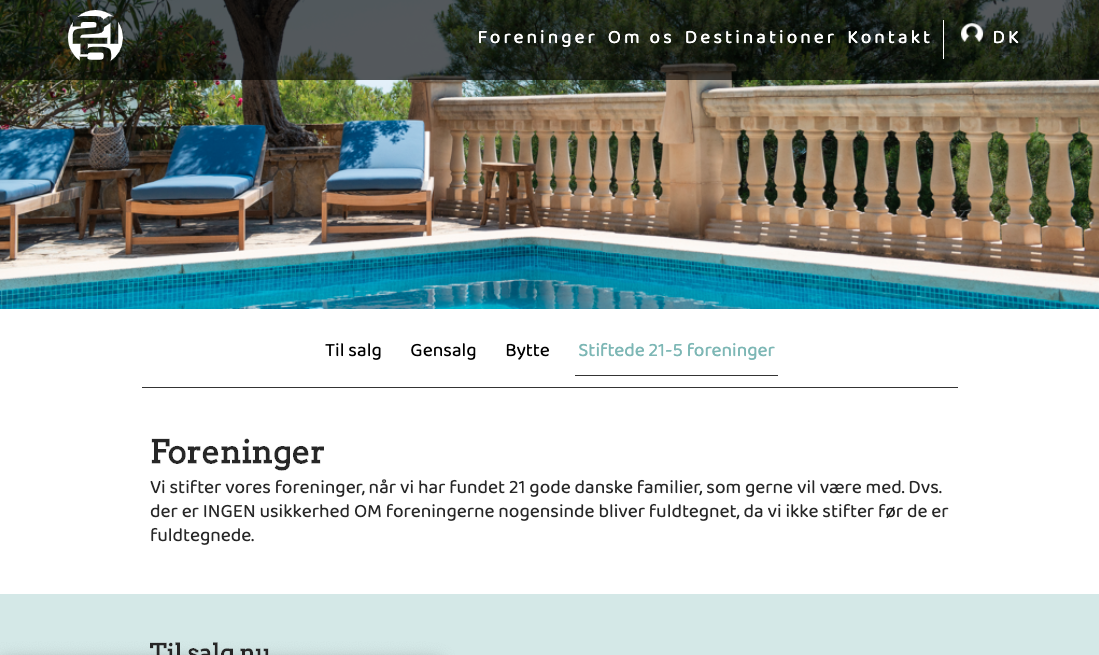 21 5
Foreninger Om os Destinationer Kontakt DK
Til salg Gensalg Bytte Stiftede 21-5 foreninger
Foreninger
Vi stifter vores foreninger, når vi har fundet 21 gode danske familier, som gerne vil være med. Dvs.
der er INGEN usikkerhed OM foreningerne nogensinde bliver fuldtegnet, da vi ikke stifter før de er
fuldtegnede.
Til salg nu